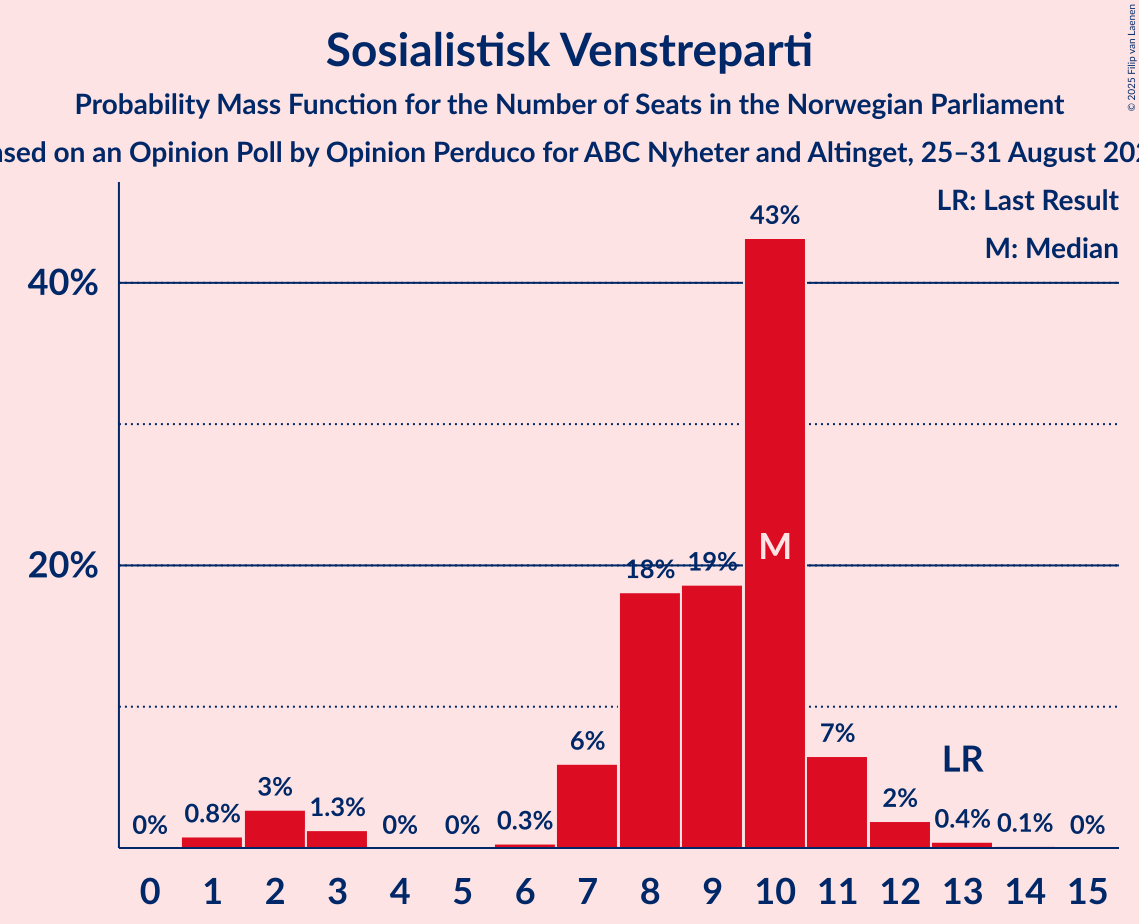 Sosialistisk Venstreparti
Probability Mass Function for the Number of Seats in the Norwegian Parliament
on an Opinion Poll by Opinion Perduco for ABC Nyheter and Altinget, 25–31 August
© 2025 Filip van Laenen
LR: Last Result
M: Median
43%
40%
M
20%
18%
19%
6%
7%
LR
3%
2%
0%
0.8%
1.3%
0%
0%
0.3%
0.4%
0.1%
0%
0 1 2 3 4 5 6 7 8 9 10 11 12 13 14 15